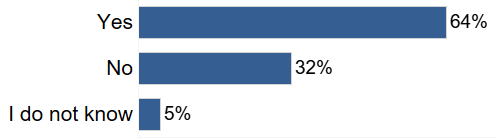 Yes 64%
No 32%
I do not know 5%